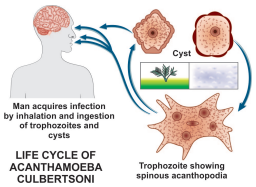 Cyst
Man acquires infection
by inhalation and ingestion
of trophozoites and
cysts
LIFE CYCLE OF
ACANTHAMOEBA
CULBERTSONI
Trophozoite showing
spinous acanthopodia